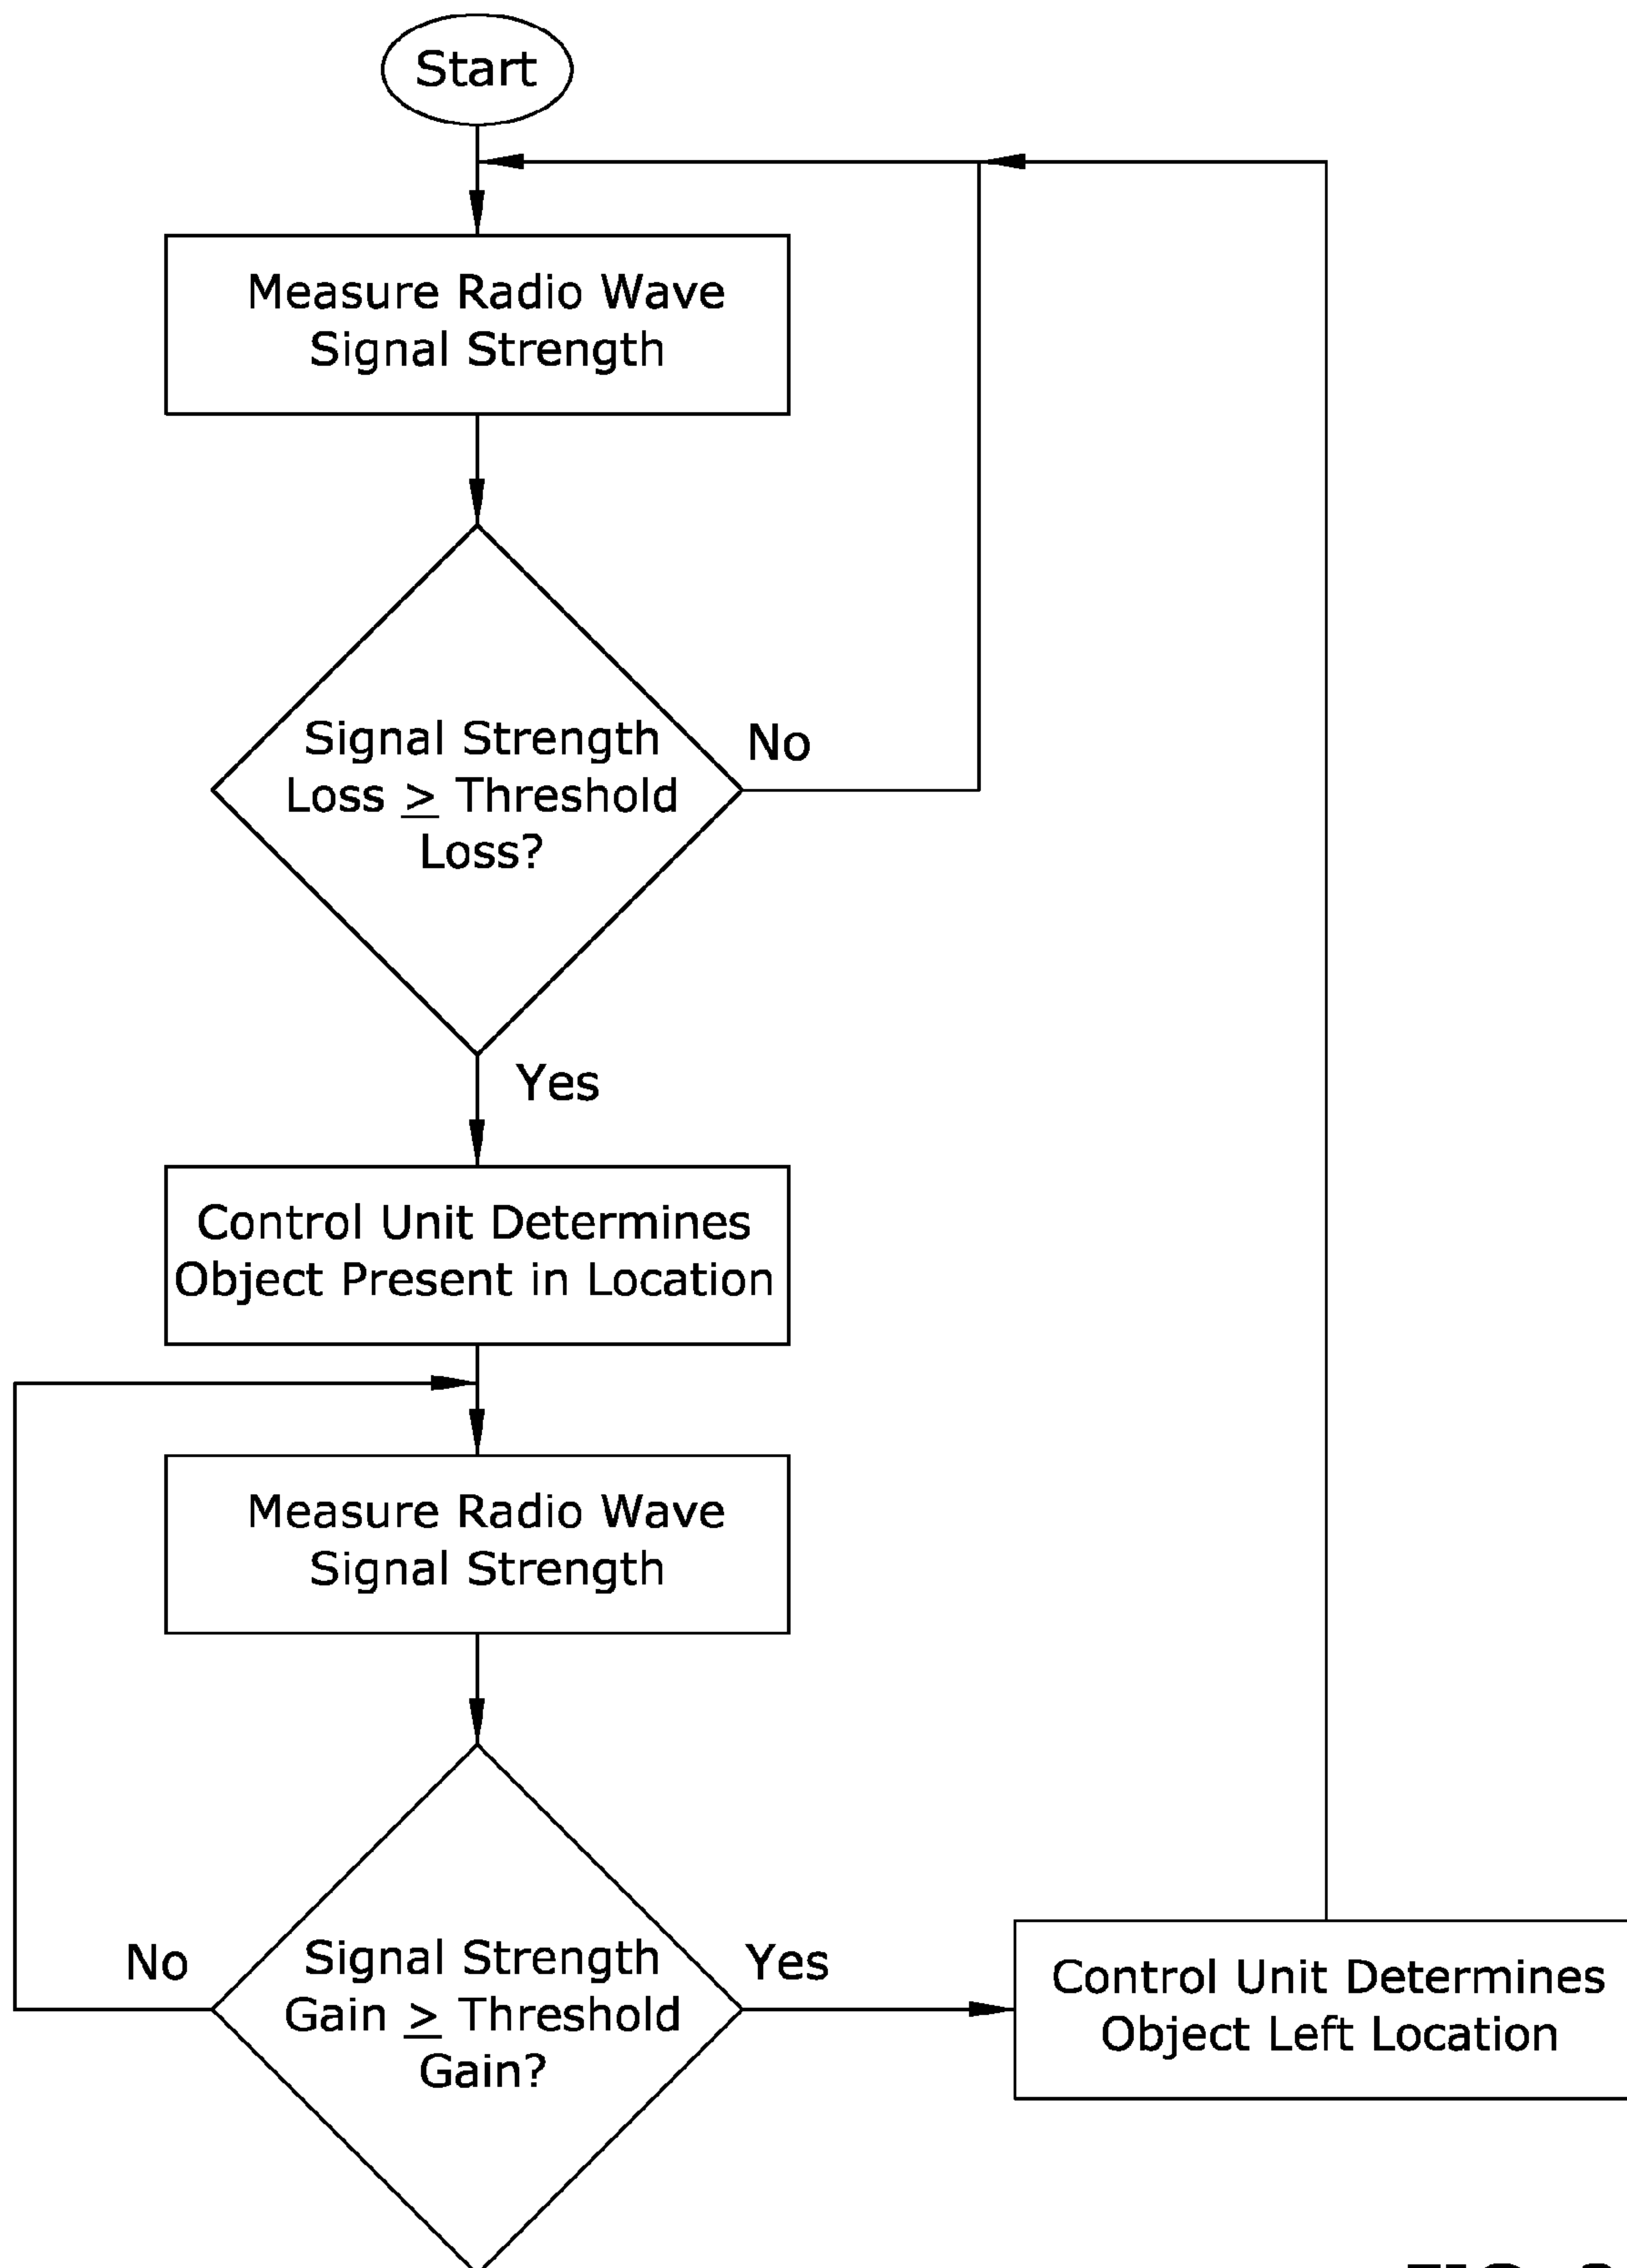 Start
Measure Radio Wave
Signal Strength
Signal Strength
Loss ≥ Threshold
Loss?
No
Yes
Control Unit Determines
Object Present in Location
Measure Radio Wave
Signal Strength
No
Signal Strength
Gain ≥ Threshold
Gain?
Yes
Control Unit Determines
Object Left Location